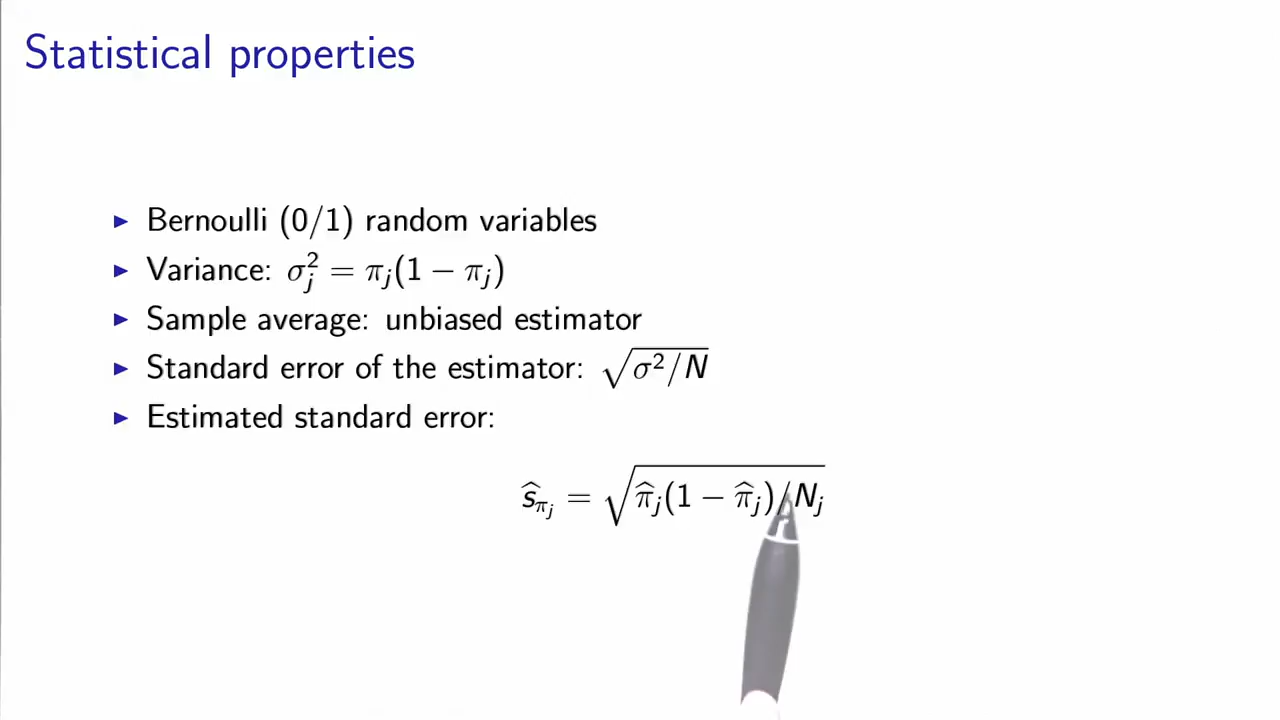 Statistical properties
▶ Bernoulli (0/1) random variables
▶ Variance: σ_j^2 = π_j(1 − π_j)
▶ Sample average: unbiased estimator
▶ Standard error of the estimator: √(σ^2/N)
▶ Estimated standard error:
ŝ_{π_j} = √(π̂_j(1 − π̂_j)/N_j)